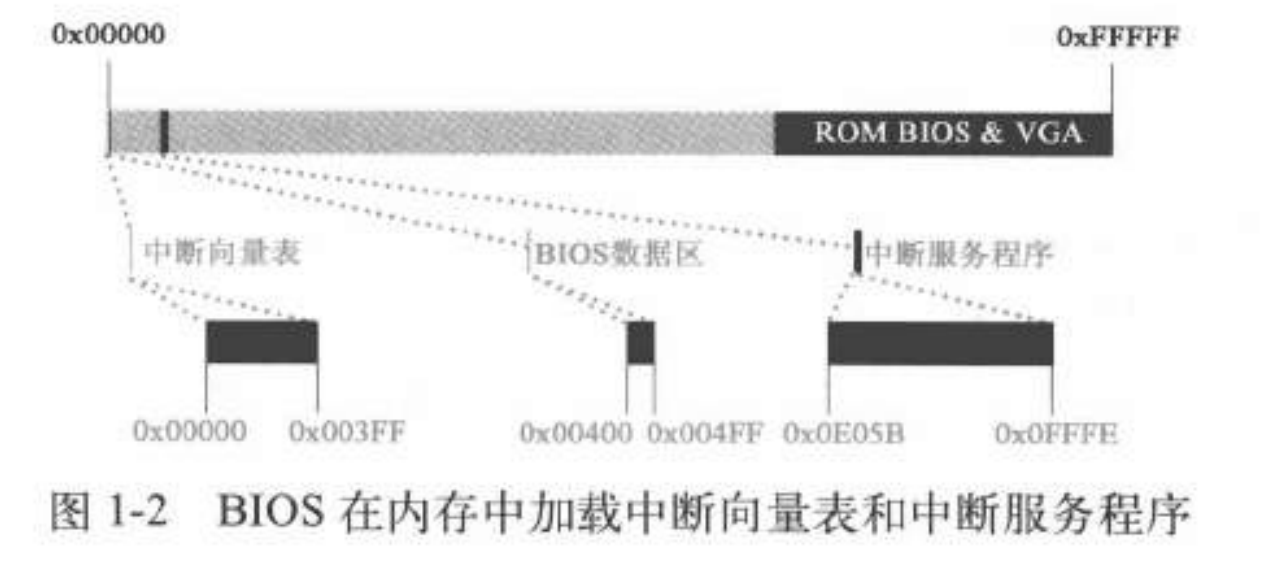 0x00000 0xFFFFF
ROM BIOS & VGA
中断向量表 BIOS数据区 中断服务程序
0x00000 0x003FF 0x00400 0x004FF 0x0E05B 0x0FFFE
图 1-2 BIOS 在内存中加载中断向量表和中断服务程序